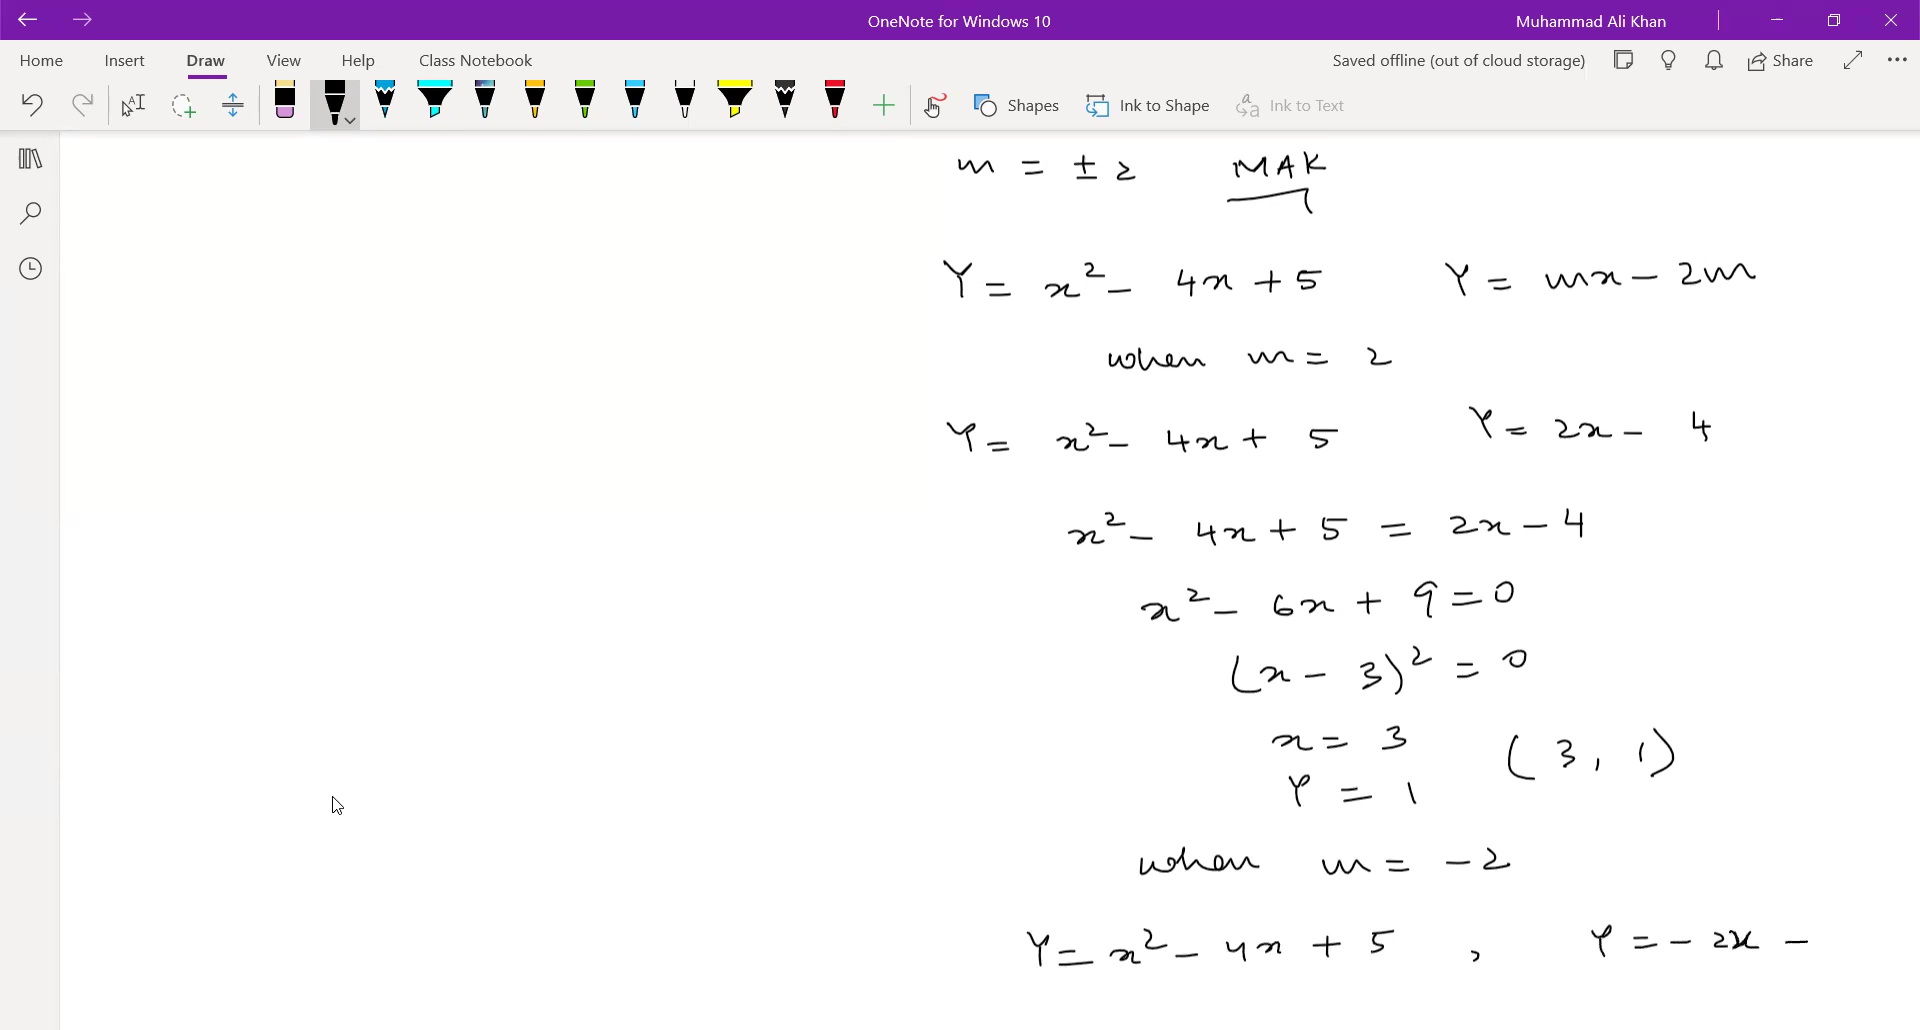 OneNote for Windows 10 Muhammad Ali Khan
Home Insert Draw View Help Class Notebook Saved offline (out of cloud storage) Share
Shapes Ink to Shape Ink to Text
m = ± 2 MAK
Y = x² - 4x + 5 Y = mx - 2m
when m = 2
Y = x² - 4x + 5 Y = 2x - 4
x² - 4x + 5 = 2x - 4
x² - 6x + 9 = 0
(x - 3)² = 0
x = 3 (3, 1)
Y = 1
when m = -2
Y = x² - 4x + 5 , Y = -2x -